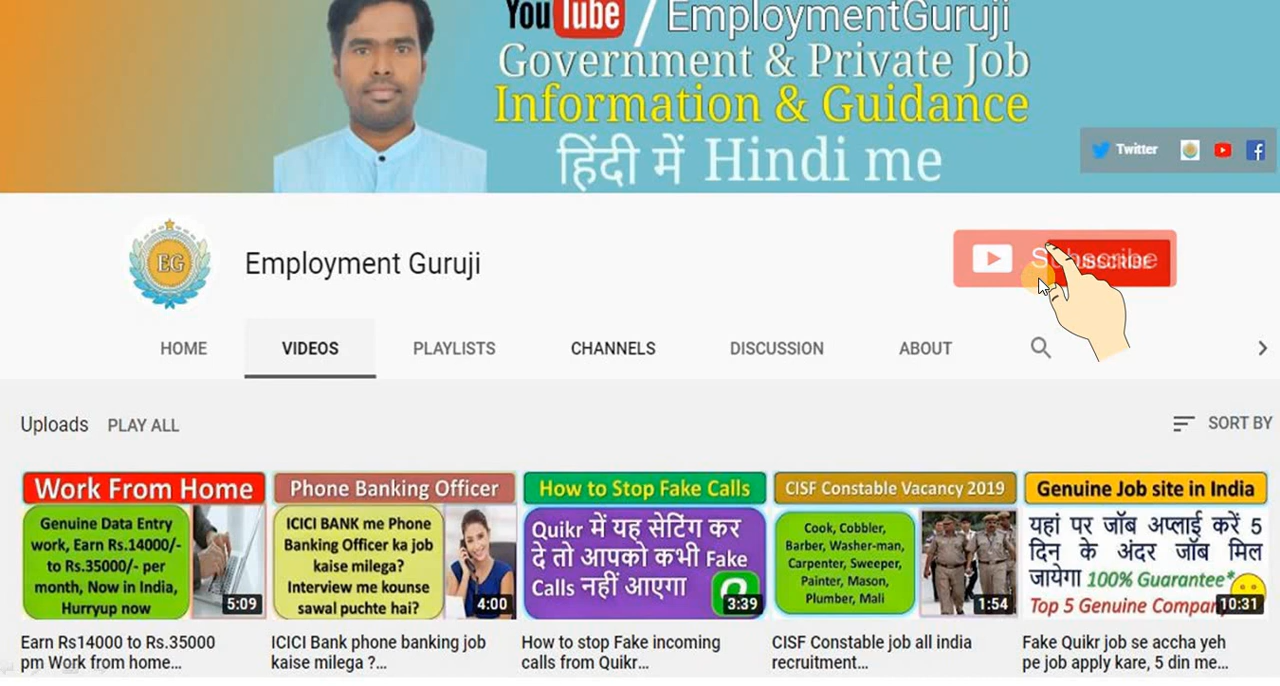 YouTube / EmploymentGuruji
Government & Private Job
Information & Guidance
हिंदी में Hindi me
Twitter
EG
Employment Guruji
Subscribe
HOME VIDEOS PLAYLISTS CHANNELS DISCUSSION ABOUT
Uploads PLAY ALL SORT BY
Work From Home
Genuine Data Entry
work, Earn Rs.14000/-
to Rs.35000/- per
month, Now in India,
Hurryup now
5:09
Earn Rs14000 to Rs.35000
pm Work from home...
Phone Banking Officer
ICICI BANK me Phone
Banking Officer ka job
kaise milega?
Interview me kounse
sawal puchte hai?
4:00
ICICI Bank phone banking job
kaise milega ?...
How to Stop Fake Calls
Quikr में यह सेटिंग कर
दे तो आपको कभी Fake
Calls नहीं आएगा
3:39
How to stop Fake incoming
calls from Quikr...
CISF Constable Vacancy 2019
Cook, Cobbler,
Barber, Washer-man,
Carpenter, Sweeper,
Painter, Mason,
Plumber, Mali
1:54
CISF Constable job all india
recruitment...
Genuine Job site in India
यहां पर जॉब अप्लाई करें 5
दिन के अंदर जॉब मिल
जायेगा 100% Guarantee*
Top 5 Genuine
10:31
Fake Quikr job se accha yeh
pe job apply kare, 5 din me...